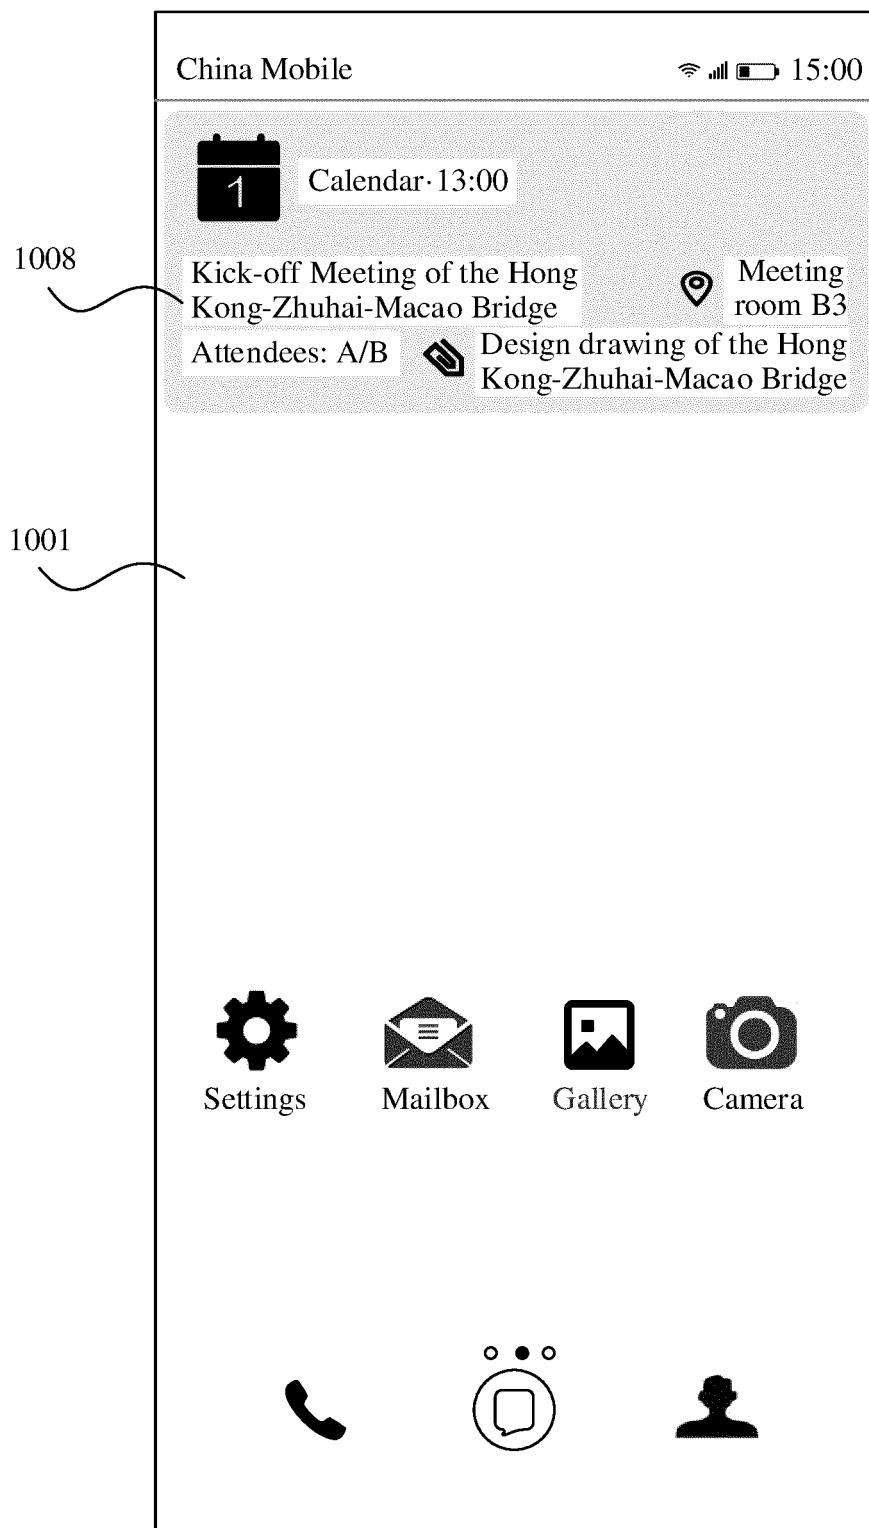 China Mobile 15:00
1 Calendar·13:00
1008
Kick-off Meeting of the Hong
Kong-Zhuhai-Macao Bridge
Meeting
room B3
Attendees: A/B
Design drawing of the Hong
Kong-Zhuhai-Macao Bridge
1001
Settings Mailbox Gallery Camera